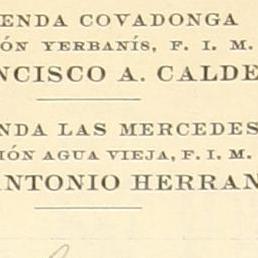 ENDA COVADONGA
ÓN YERBANÍS, F. I. M.
NCISCO A. CALDE
NDA LAS MERCEDES
IÓN AGUA VIEJA, F. I. M.
ANTONIO HERRAN